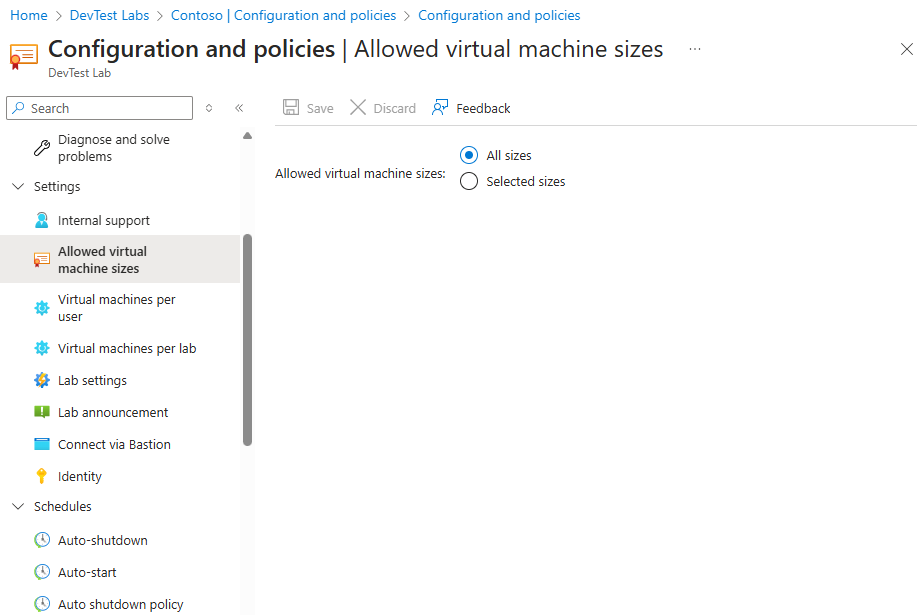 Home > DevTest Labs > Contoso | Configuration and policies > Configuration and policies
Configuration and policies | Allowed virtual machine sizes ...
DevTest Lab
Search
Save Discard Feedback
Diagnose and solve
problems
Settings
Internal support
Allowed virtual
machine sizes
Virtual machines per
user
Virtual machines per lab
Lab settings
Lab announcement
Connect via Bastion
Identity
Schedules
Auto-shutdown
Auto-start
Auto shutdown policy
Allowed virtual machine sizes:
All sizes
Selected sizes